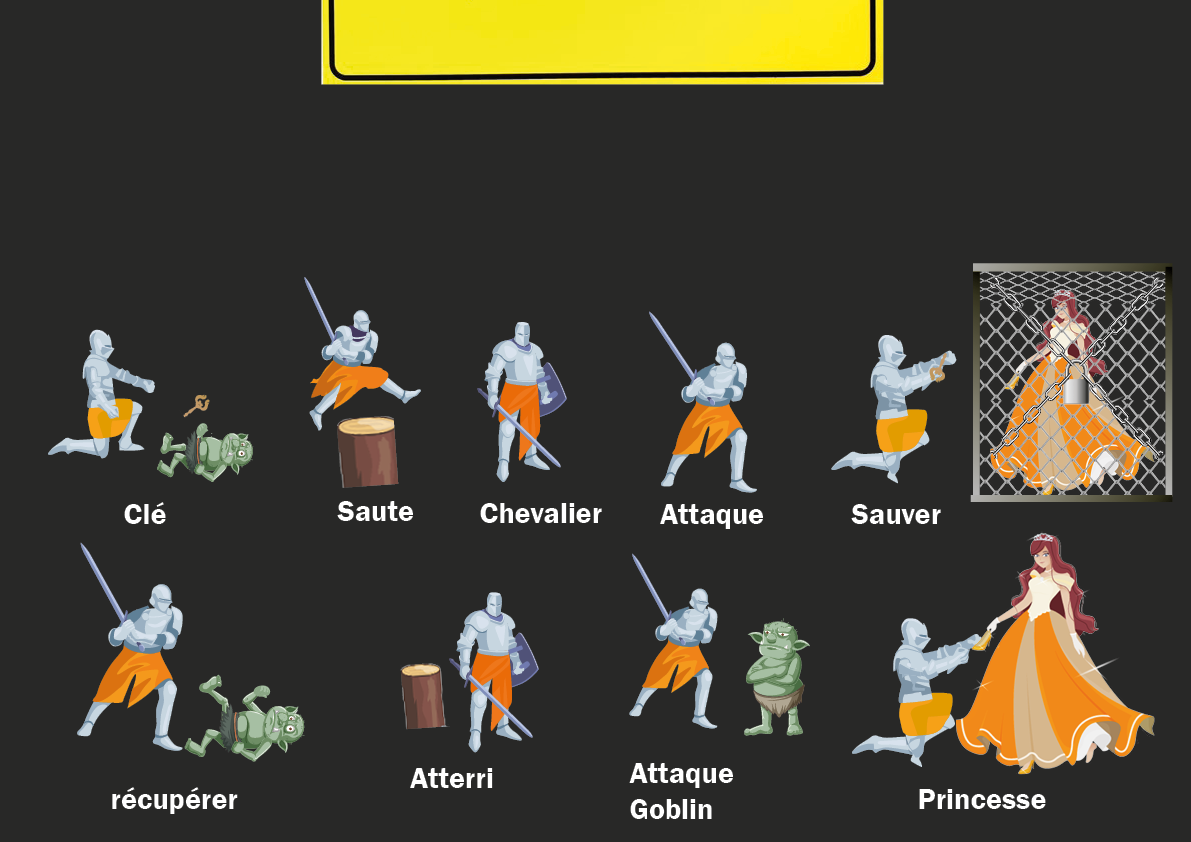 Clé
Saute
Chevalier
Attaque
Sauver
récupérer
Atterri
Attaque
Goblin
Princesse